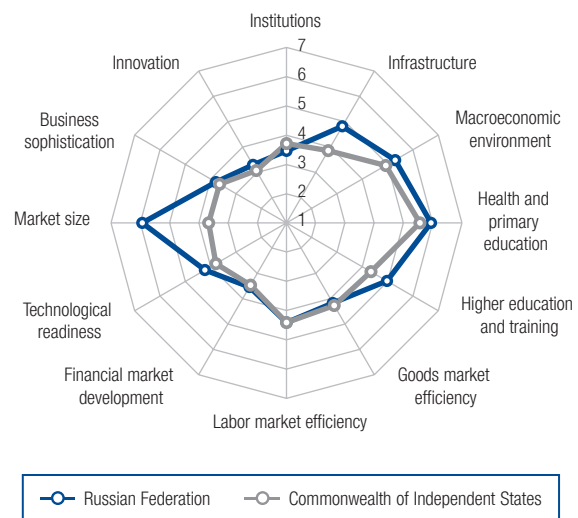 Institutions
Innovation
Infrastructure
Business
sophistication
Macroeconomic
environment
Market size
Health and
primary
education
Technological
readiness
Higher education
and training
Financial market
development
Goods market
efficiency
Labor market efficiency
7
6
5
4
3
2
1
Russian Federation
Commonwealth of Independent States